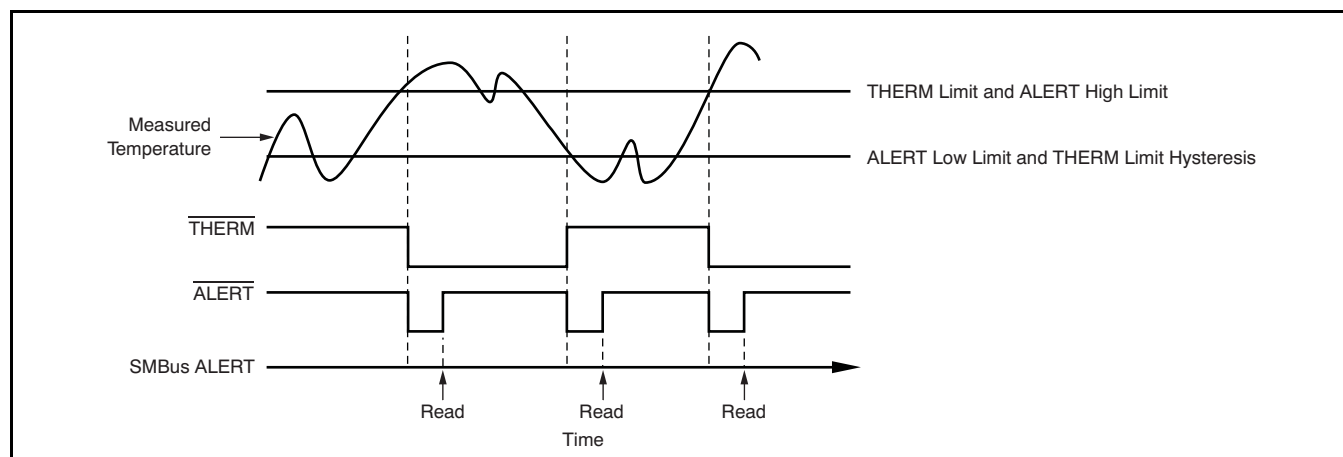 THERM Limit and ALERT High Limit
Measured
Temperature
ALERT Low Limit and THERM Limit Hysteresis
THERM
ALERT
SMBus ALERT
Read
Read
Read
Time